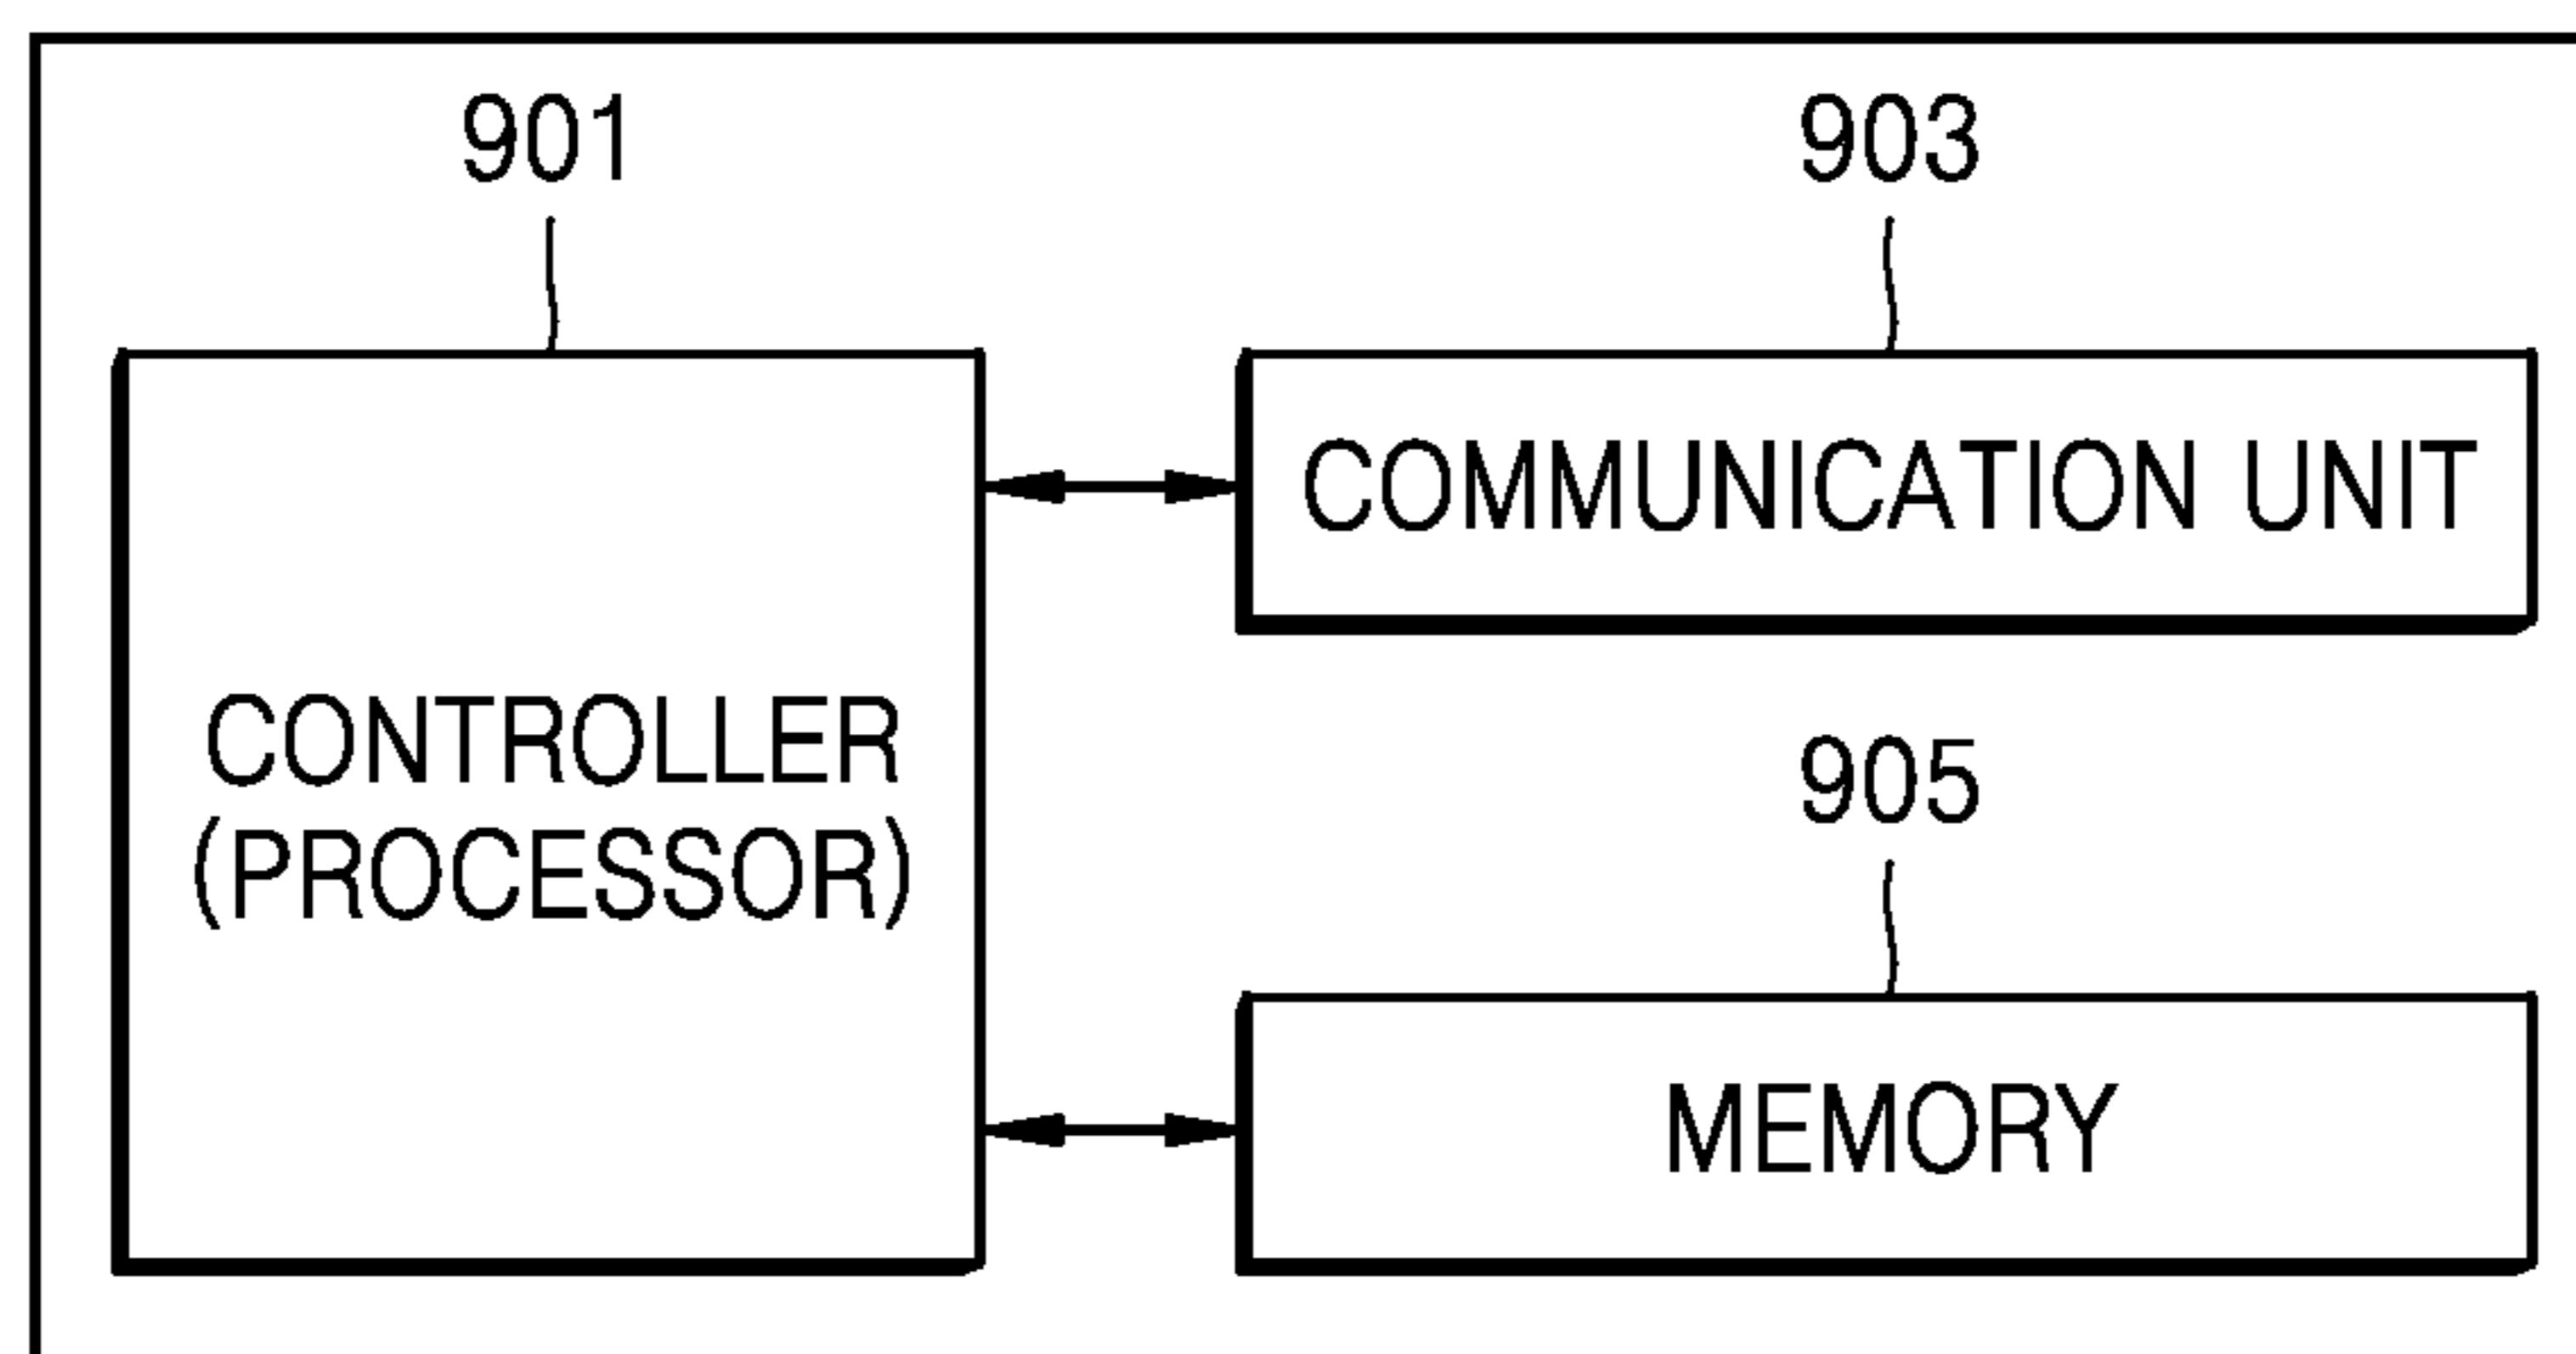 901
903
COMMUNICATION UNIT
CONTROLLER
(PROCESSOR)
905
MEMORY